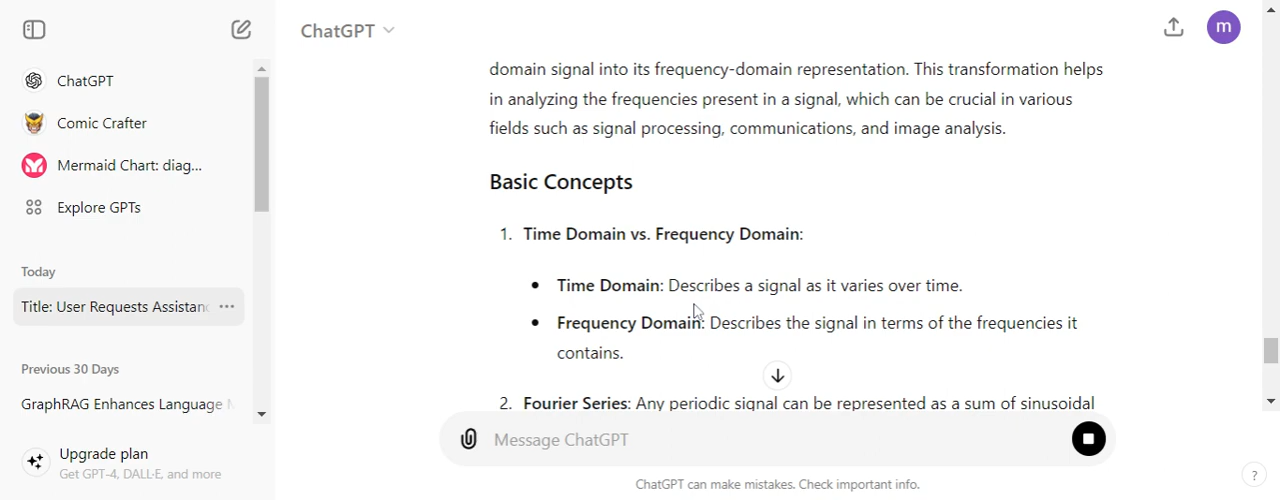 ChatGPT
m
ChatGPT
Comic Crafter
Mermaid Chart: diag...
Explore GPTs
Today
Title: User Requests Assistanc
Previous 30 Days
GraphRAG Enhances Language
Upgrade plan
Get GPT-4, DALL·E, and more
domain signal into its frequency-domain representation. This transformation helps
in analyzing the frequencies present in a signal, which can be crucial in various
fields such as signal processing, communications, and image analysis.
Basic Concepts
1. Time Domain vs. Frequency Domain:
• Time Domain: Describes a signal as it varies over time.
• Frequency Domain: Describes the signal in terms of the frequencies it
contains.
2. Fourier Series: Any periodic signal can be represented as a sum of sinusoidal
Message ChatGPT
ChatGPT can make mistakes. Check important info.
?